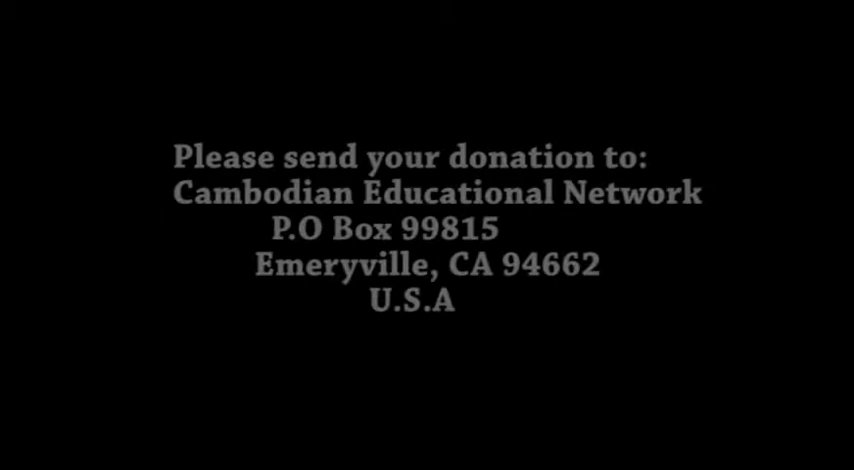 Please send your donation to:
Cambodian Educational Network
P.O Box 99815
Emeryville, CA 94662
U.S.A